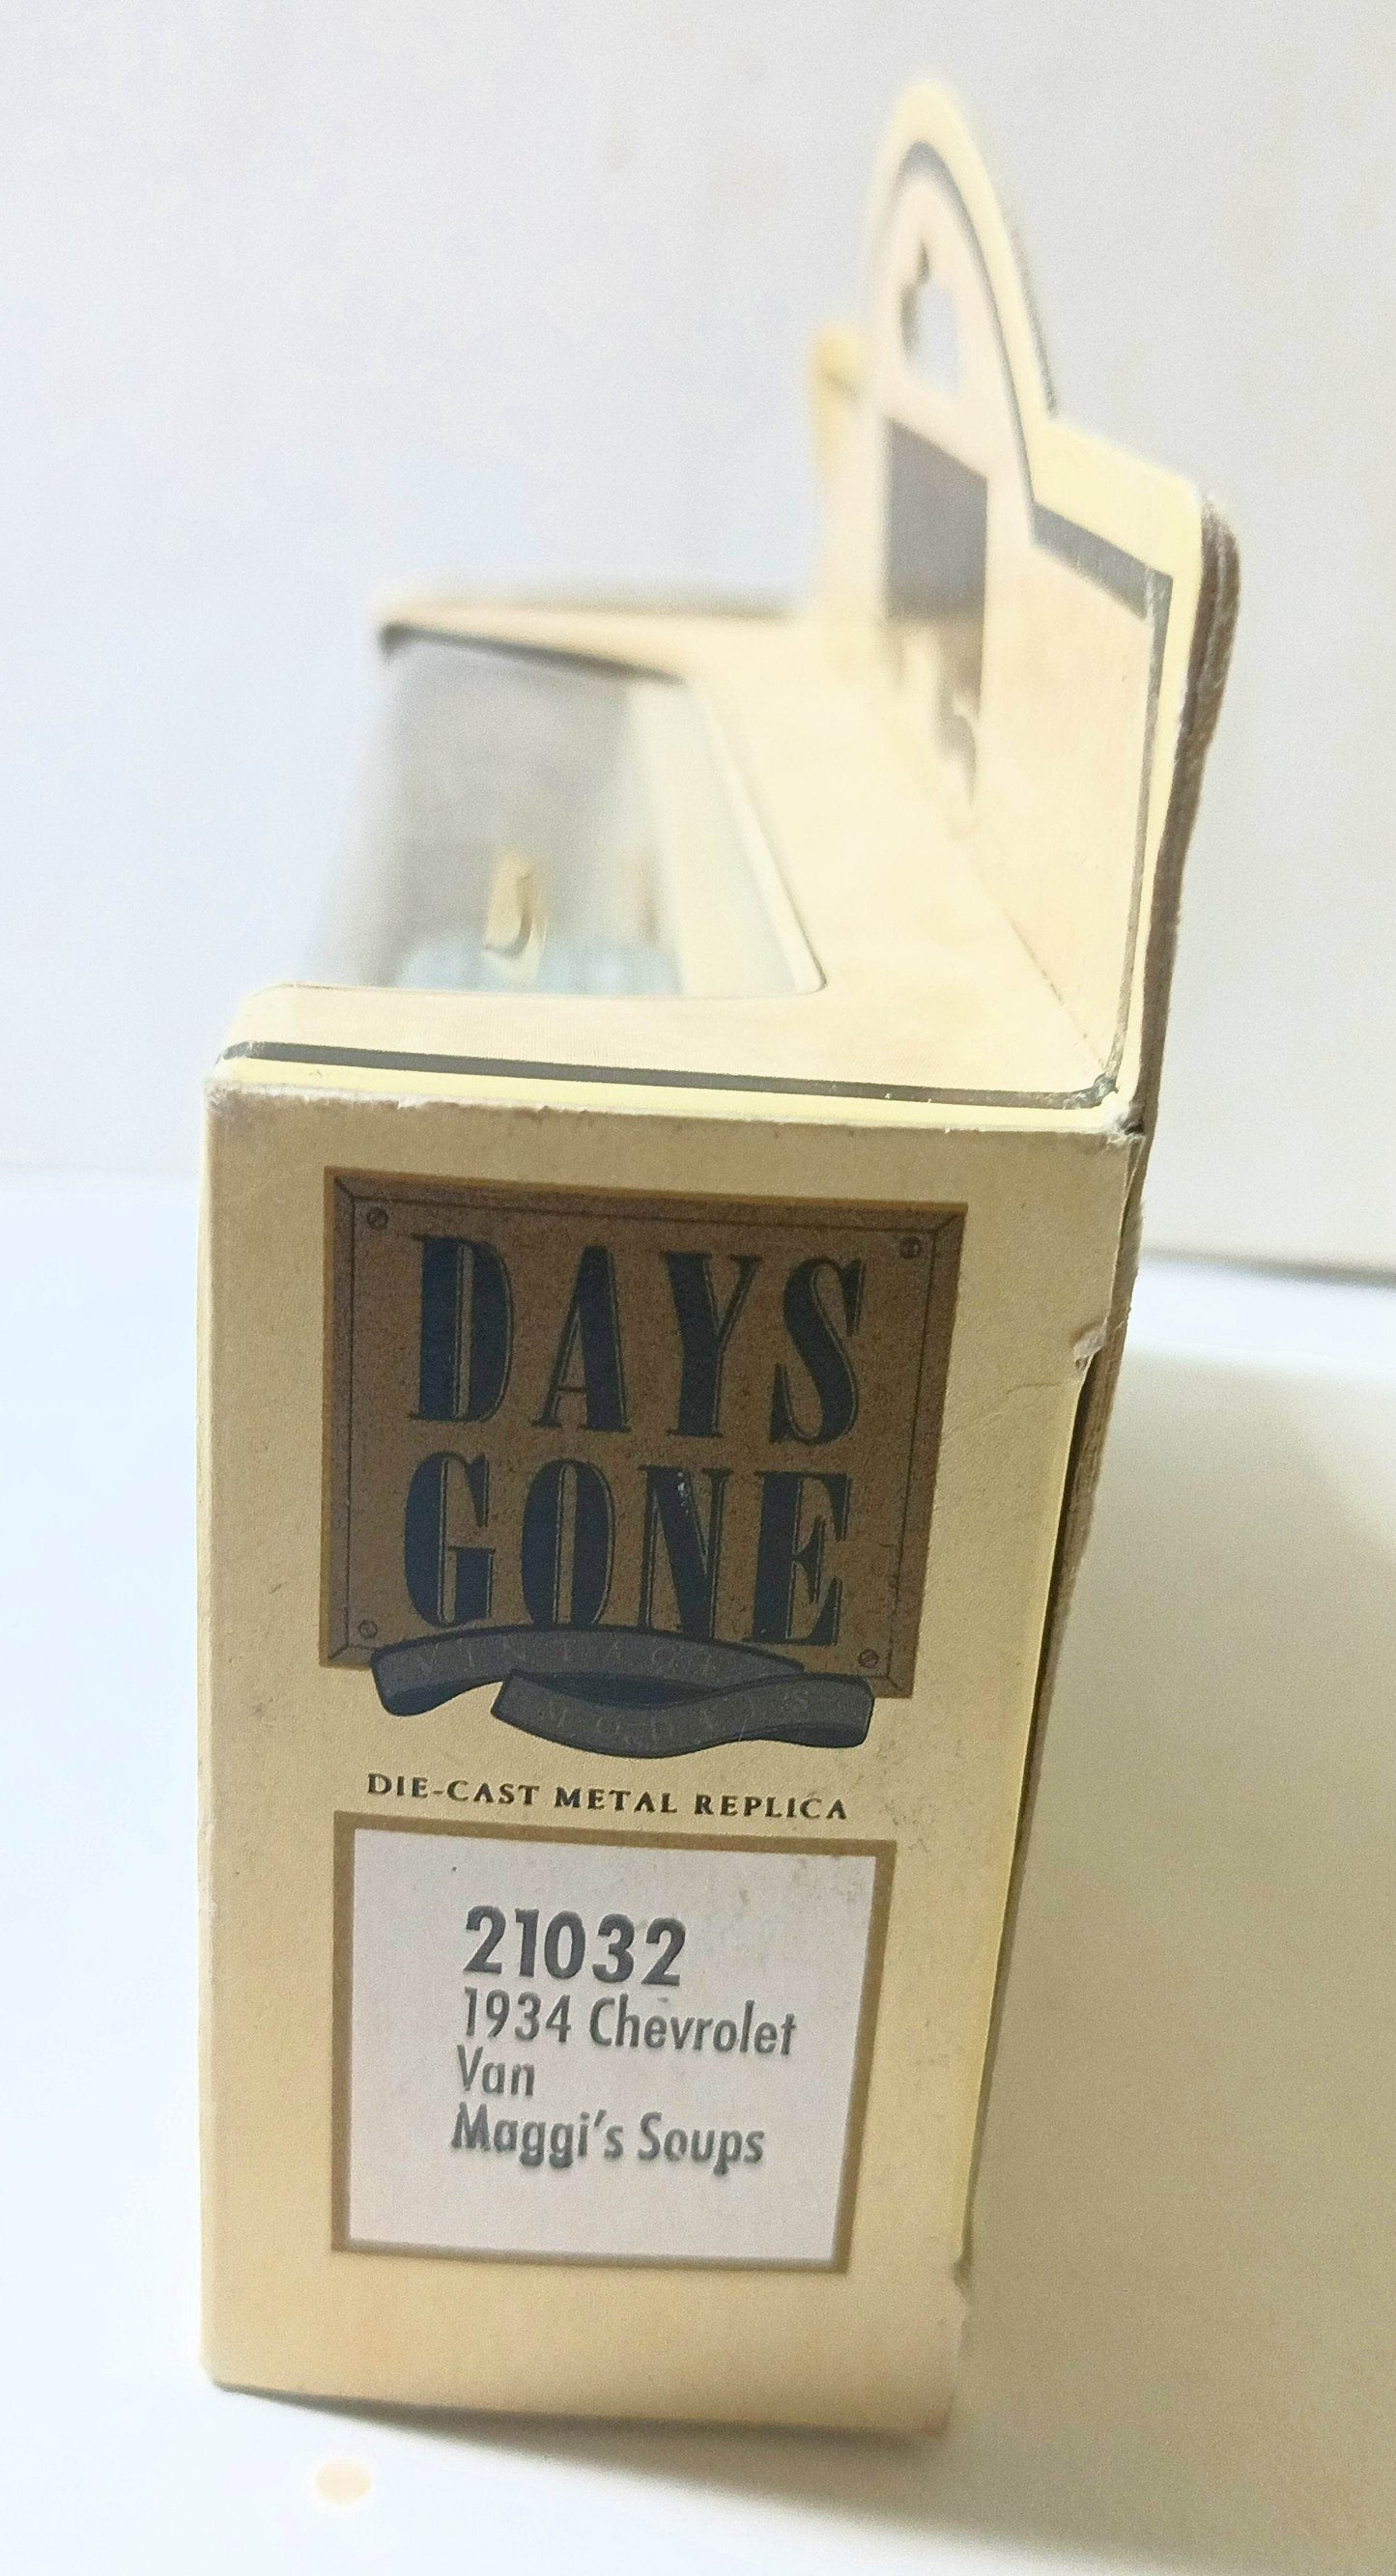 DAYS
GONE
VINTAGE
MODELS
DIE-CAST METAL REPLICA
21032
1934 Chevrolet
Van
Maggi's Soups